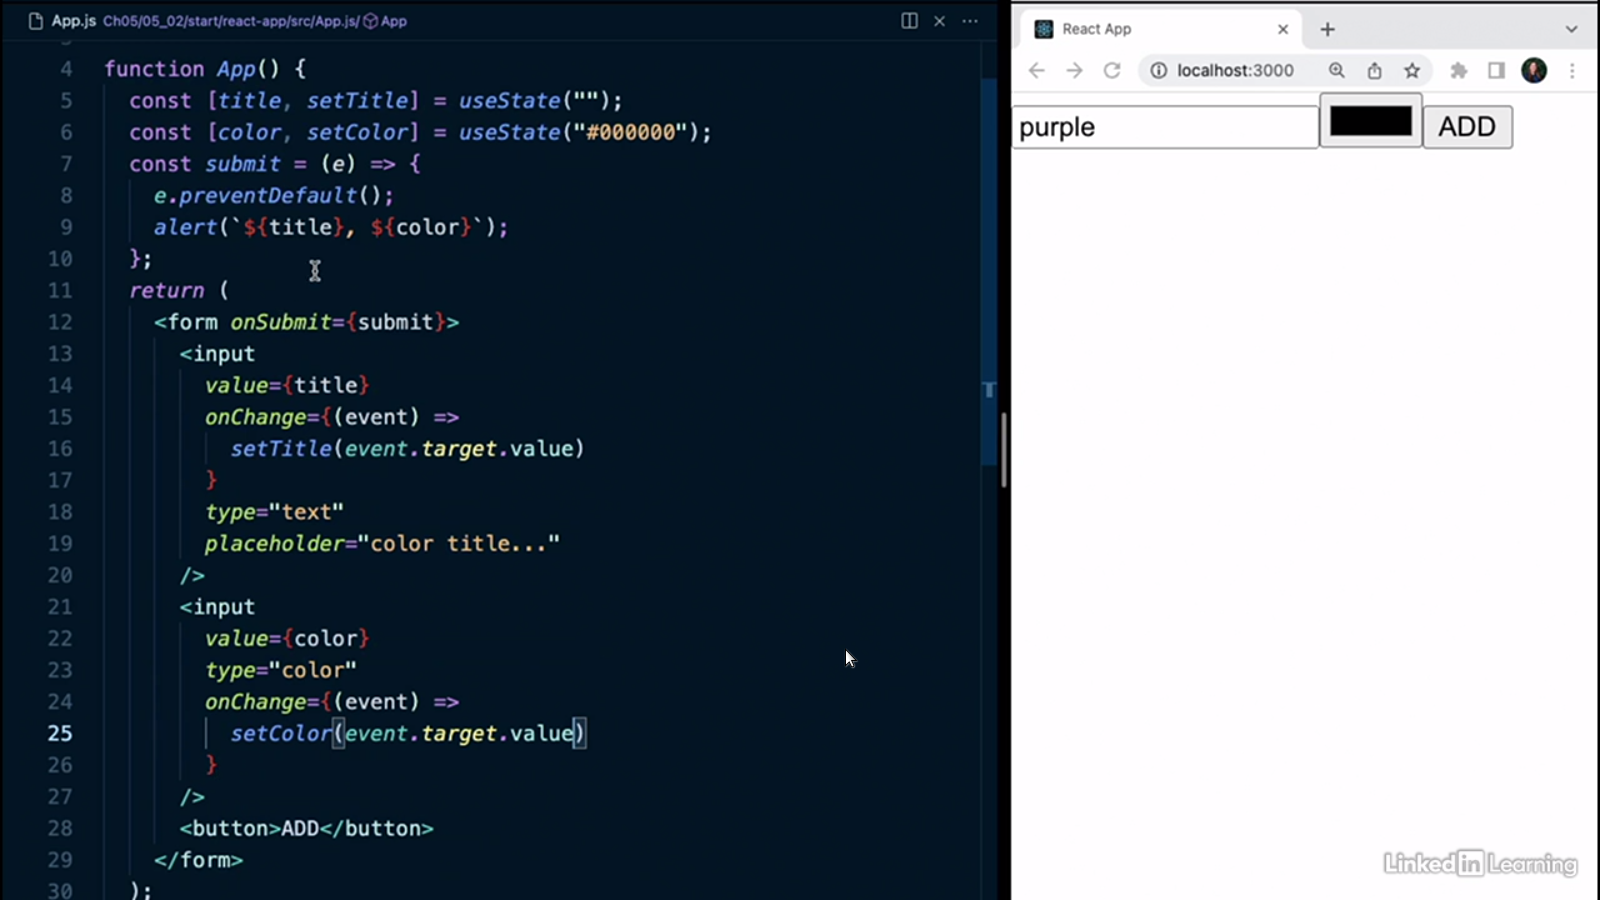 App.js Ch05/05_02/start/react-app/src/App.js/ App
4 function App() {
5 const [title, setTitle] = useState("");
6 const [color, setColor] = useState("#000000");
7 const submit = (e) => {
8 e.preventDefault();
9 alert(`${title}, ${color}`);
10 };
11 return (
12 <form onSubmit={submit}>
13 <input
14 value={title}
15 onChange={(event) =>
16 setTitle(event.target.value)
17 }
18 type="text"
19 placeholder="color title..."
20 />
21 <input
22 value={color}
23 type="color"
24 onChange={(event) =>
25 setColor(event.target.value)
26 }
27 />
28 <button>ADD</button>
29 </form>
30 );
React App
localhost:3000
purple
ADD
Linked in Learning